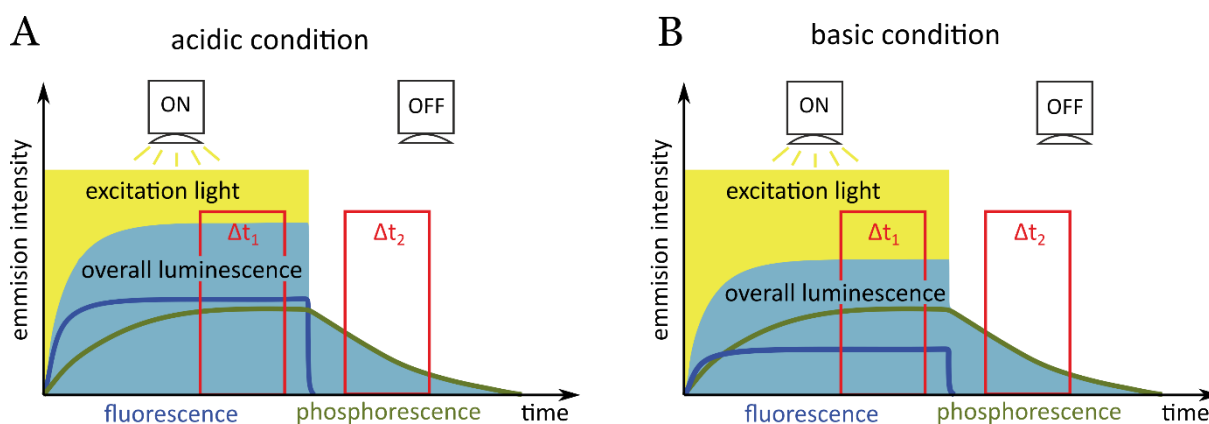 A
acidic condition
ON
OFF
emmision intensity
excitation light
Δt1
Δt2
overall luminescence
fluorescence
phosphorescence
time
B
basic condition
ON
OFF
emmision intensity
excitation light
Δt1
Δt2
overall luminescence
fluorescence
phosphorescence
time